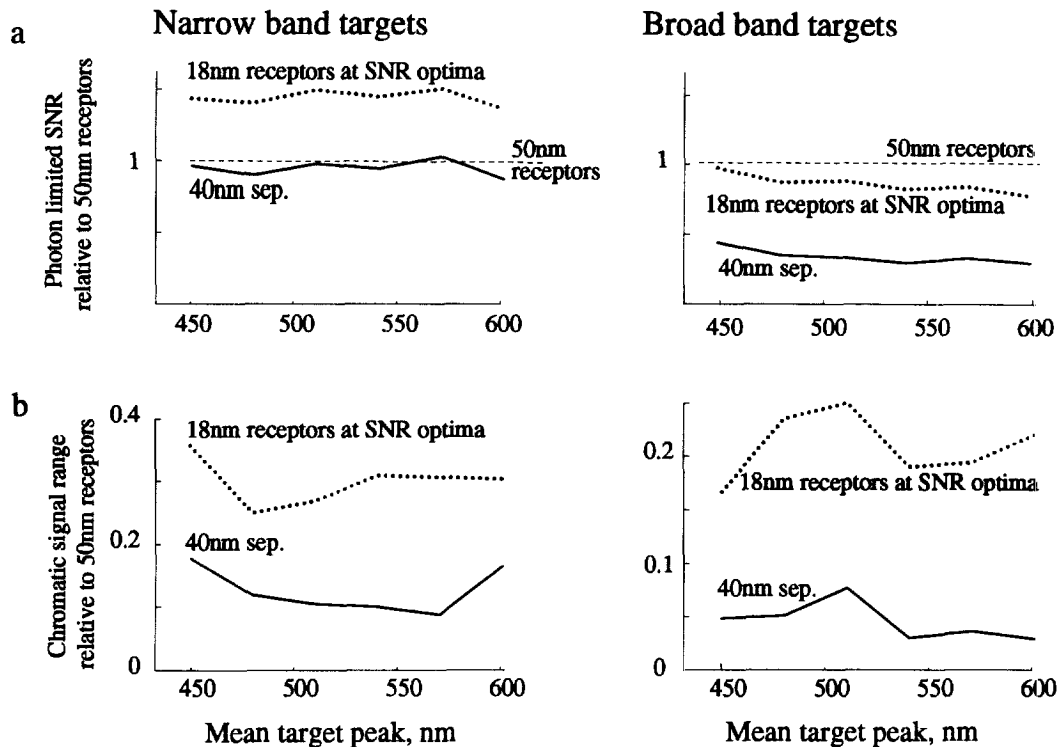 a
Narrow band targets
Broad band targets
Photon limited SNR
relative to 50nm receptors
18nm receptors at SNR optima
1
50nm
receptors
40nm sep.
450 500 550 600
1
50nm receptors
18nm receptors at SNR optima
40nm sep.
450 500 550 600
b
Chromatic signal range
relative to 50nm receptors
0.4
18nm receptors at SNR optima
0.2
40nm sep.
0
450 500 550 600
Mean target peak, nm
0.2
18nm receptors at SNR optima
0.1
40nm sep.
0
450 500 550 600
Mean target peak, nm